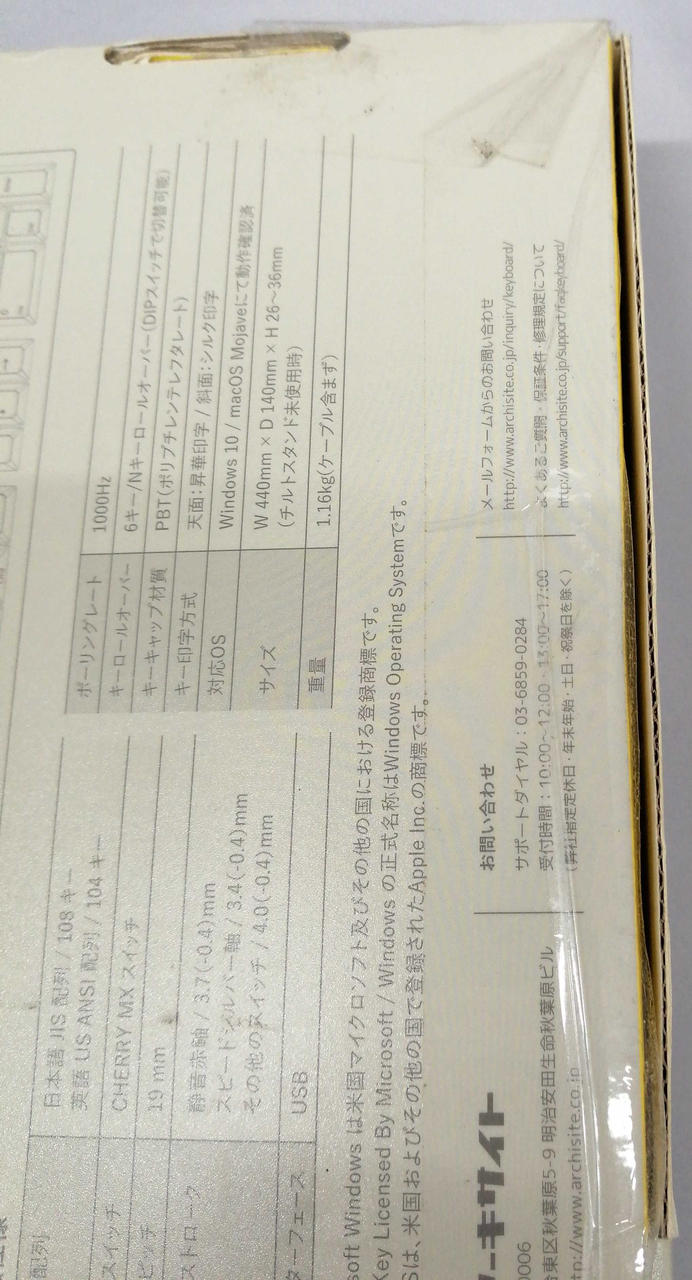 配列
日本語 JIS 配列 / 108 キー
英語 US ANSI 配列 / 104 キー
スイッチ
CHERRY MX スイッチ
ピッチ
19 mm
ストローク
静音赤軸 / 3.7(-0.4)mm
スピードシルバー軸 / 3.4(-0.4)mm
その他のスイッチ / 4.0(-0.4)mm
ターフェース
USB
ポーリングレート
1000Hz
キーロールオーバー
6キー/Nキーロールオーバー(DIPスイッチで切替可能)
キーキャップ材質
PBT(ポリブチレンテレフタレート)
キー印字方式
天面:昇華印字 / 斜面:シルク印字
対応OS
Windows 10 / macOS Mojaveにて動作確認済
サイズ
W 440mm × D 140mm × H 26~36mm
(チルトスタンド未使用時)
重量
1.16kg(ケーブル含まず)
soft Windows は米国マイクロソフト及びその他の国における登録商標です。
Key Licensed By Microsoft / Windows の正式名称はWindows Operating Systemです。
Sは、米国およびその他の国で登録されたApple Inc.の商標です。
ーキサイト
0006
台東区秋葉原5-9 明治安田生命秋葉原ビル
http://www.archisite.co.jp
お問い合わせ
サポートダイヤル:03-6859-0284
受付時間:10:00~12:00・13:00~17:00
(弊社指定定休日・年末年始・土日・祝祭日を除く)
メールフォームからのお問い合わせ
http://www.archisite.co.jp/inquiry/keyboard/
よくあるご質問・保証条件・修理規定について
http://www.archisite.co.jp/support/faqkeyboard/